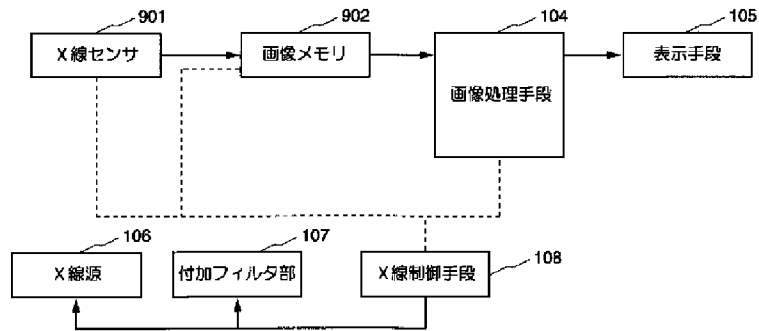 901
902
104
105
X線センサ
画像メモリ
画像処理手段
表示手段
106
107
108
X線源
付加フィルタ部
X線制御手段